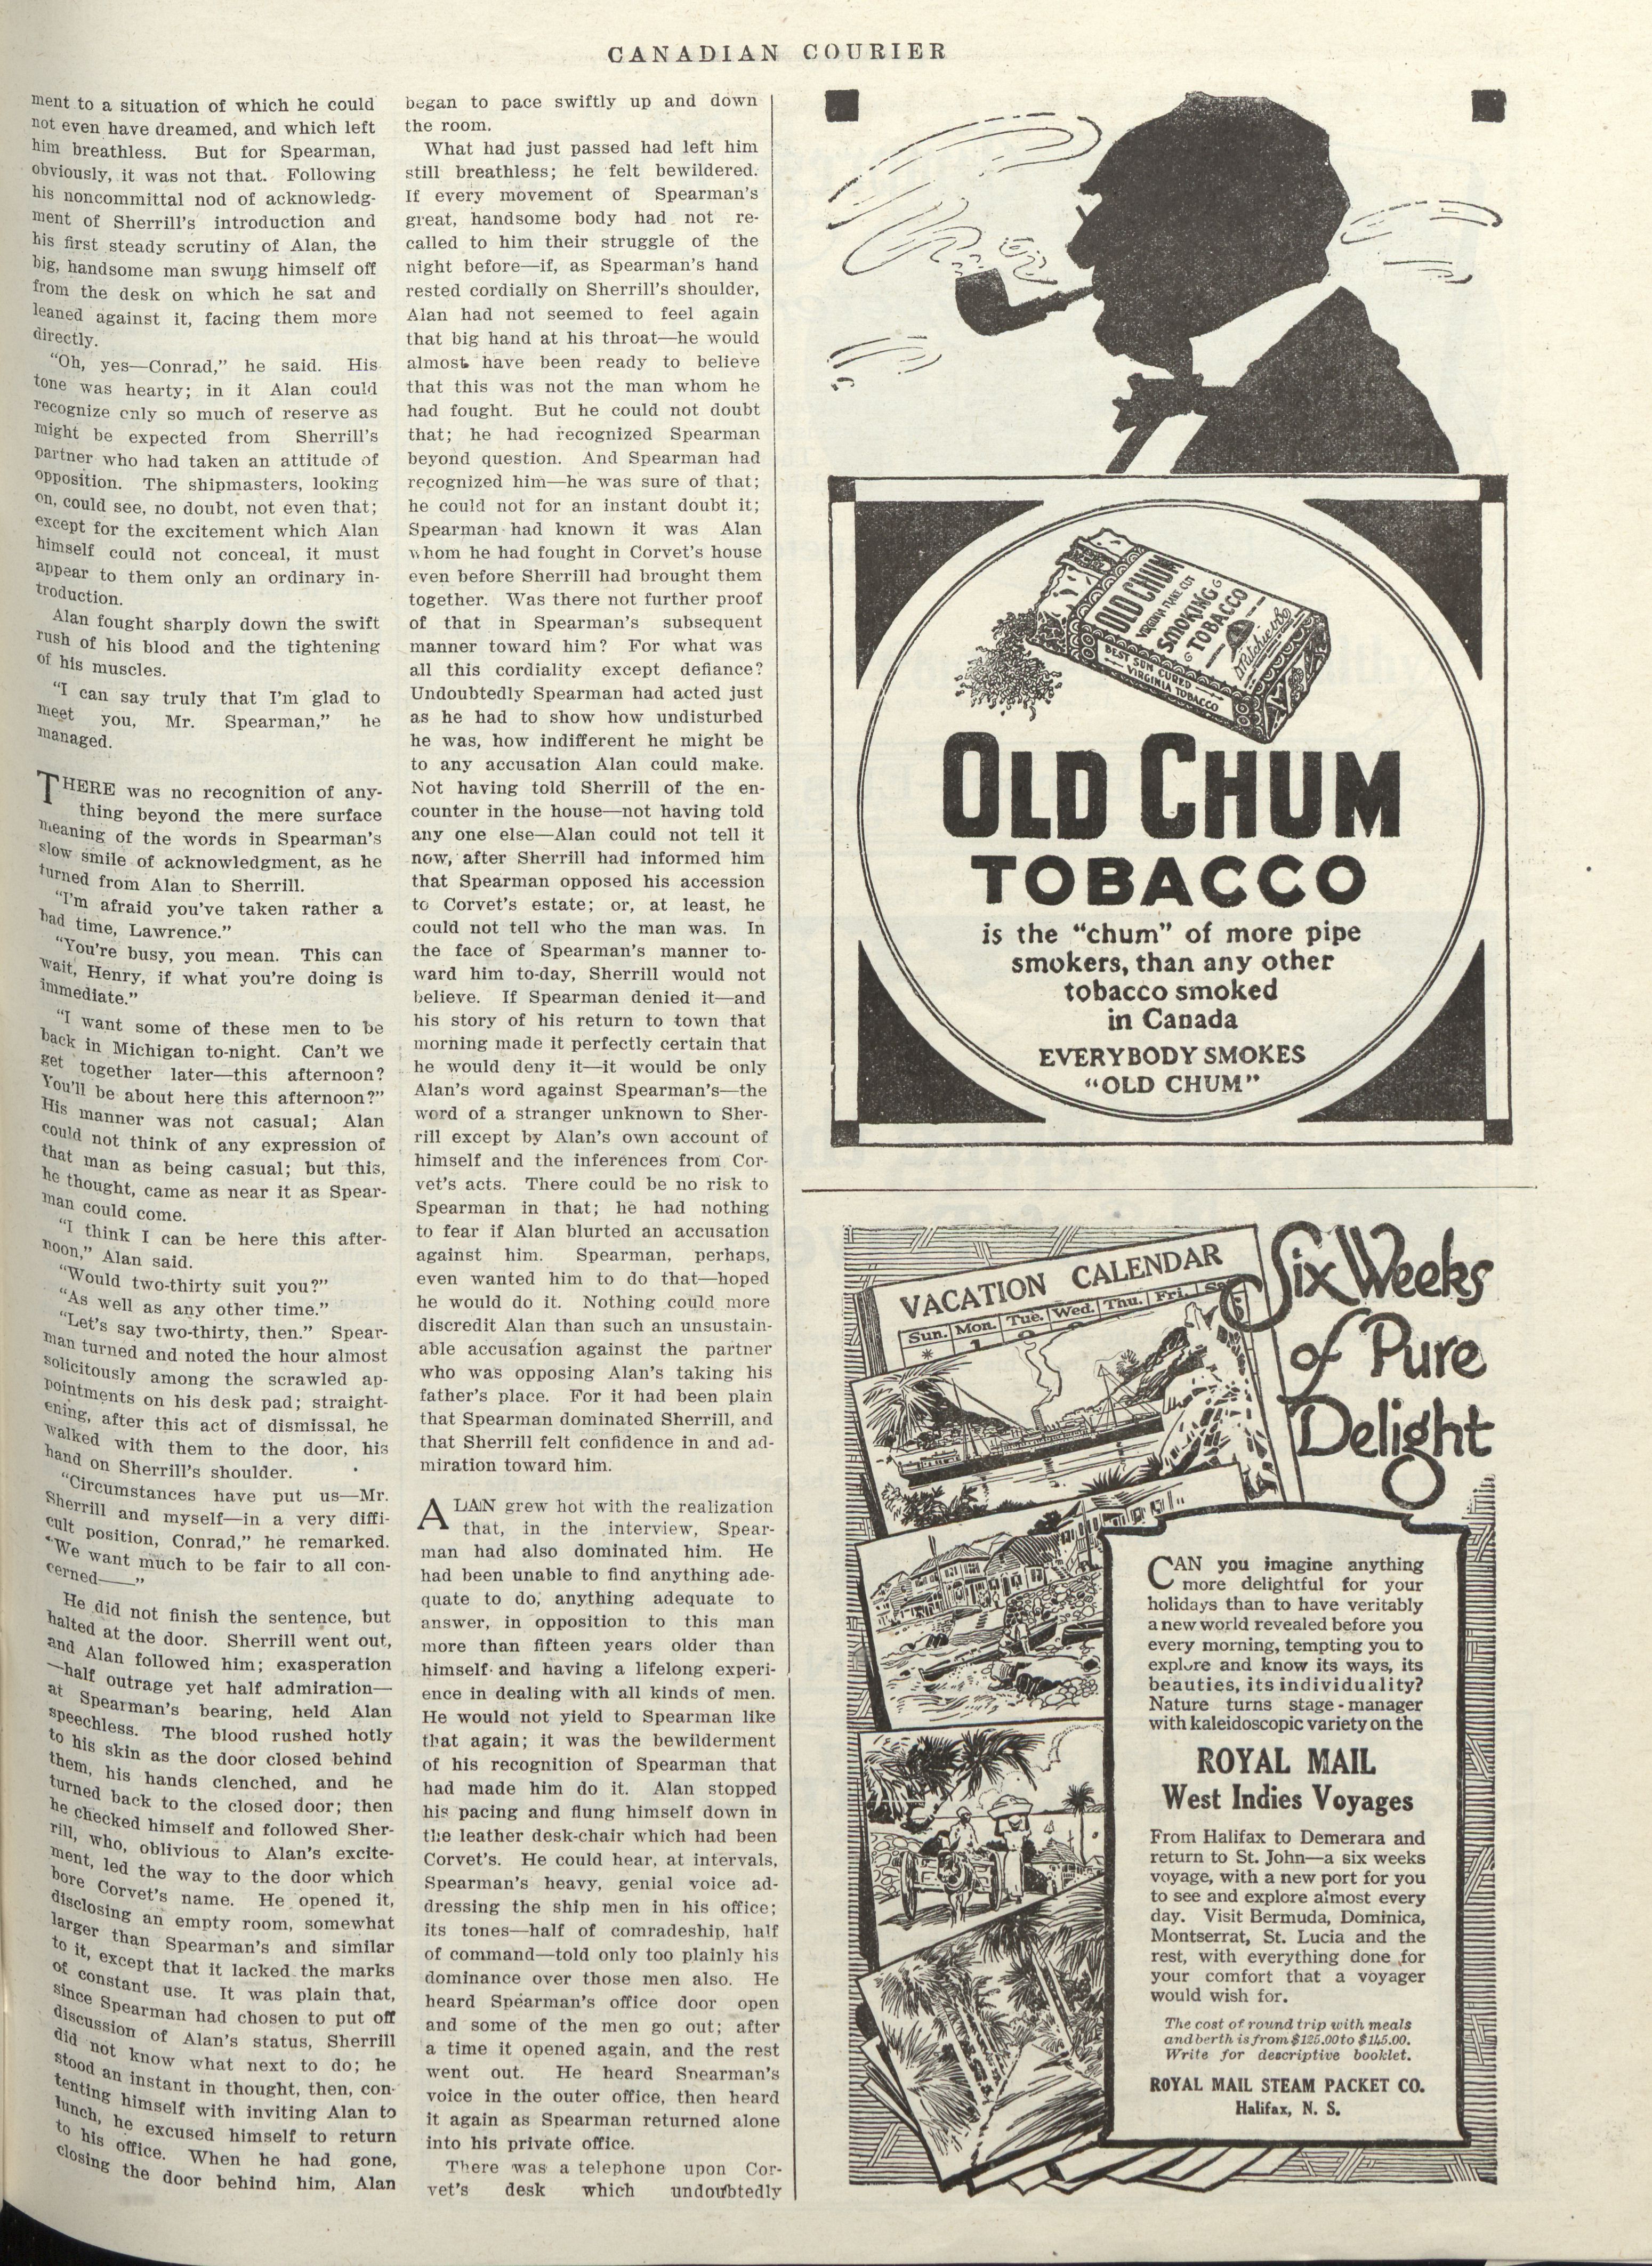 CANADIAN COURIER
ment to a situation of which he could
not even have dreamed, and which left
him breathless. But for Spearman,
obviously, it was not that. Following
his noncommittal nod of acknowledg-
ment of Sherrill's introduction and
his first steady scrutiny of Alan, the
big, handsome man swung himself off
from the desk on which he sat and
leaned against it, facing them more
directly.
"Oh, yes—Conrad," he said. His
tone was hearty; in it Alan could
recognize only so much of reserve as
might be expected from Sherrill's
partner who had taken an attitude of
opposition. The shipmasters, looking
on, could see, no doubt, not even that;
except for the excitement which Alan
himself could not conceal, it must
appear to them only an ordinary in-
troduction.
Alan fought sharply down the swift
rush of his blood and the tightening
of his muscles.
"I can say truly that I'm glad to
meet you, Mr. Spearman," he
managed.
THERE was no recognition of any-
thing beyond the mere surface
meaning of the words in Spearman's
slow smile of acknowledgment, as he
turned from Alan to Sherrill.
"I'm afraid you've taken rather a
bad time, Lawrence."
"You're busy, you mean. This can
wait, Henry, if what you're doing is
immediate."
"I want some of these men to be
back in Michigan to-night. Can't we
get together later—this afternoon?
You'll be about here this afternoon?"
His manner was not casual; Alan
could not think of any expression of
that man as being casual; but this,
he thought, came as near it as Spear-
man could come.
"I think I can be here this after-
noon," Alan said.
"Would two-thirty suit you?"
"As well as any other time."
"Let's say two-thirty, then." Spear-
man turned and noted the hour almost
solicitously among the scrawled ap-
pointments on his desk pad; straight-
ening, after this act of dismissal, he
walked with them to the door, his
hand on Sherrill's shoulder.
"Circumstances have put us—Mr.
Sherrill and myself—in a very diffi-
cult position, Conrad," he remarked.
"We want much to be fair to all con-
cerned——"
He did not finish the sentence, but
halted at the door. Sherrill went out,
and Alan followed him; exasperation
—half outrage yet half admiration—
at Spearman's bearing, held Alan
speechless. The blood rushed hotly
to his skin as the door closed behind
them, his hands clenched, and he
turned back to the closed door; then
he checked himself and followed Sher-
rill, who, oblivious to Alan's excite-
ment, led the way to the door which
bore Corvet's name. He opened it,
disclosing an empty room, somewhat
larger than Spearman's and similar
to it, except that it lacked the marks
of constant use. It was plain that,
since Spearman had chosen to put off
discussion of Alan's status, Sherrill
did not know what next to do; he
stood an instant in thought, then, con-
tenting himself with inviting Alan to
lunch, he excused himself to return
to his office. When he had gone,
closing the door behind him, Alan
began to pace swiftly up and down
the room.
What had just passed had left him
still breathless; he felt bewildered.
If every movement of Spearman's
great, handsome body had not re-
called to him their struggle of the
night before—if, as Spearman's hand
rested cordially on Sherrill's shoulder,
Alan had not seemed to feel again
that big hand at his throat—he would
almost have been ready to believe
that this was not the man whom he
had fought. But he could not doubt
that; he had recognized Spearman
beyond question. And Spearman had
recognized him—he was sure of that;
he could not for an instant doubt it;
Spearman had known it was Alan
whom he had fought in Corvet's house
even before Sherrill had brought them
together. Was there not further proof
of that in Spearman's subsequent
manner toward him? For what was
all this cordiality except defiance?
Undoubtedly Spearman had acted just
as he had to show how undisturbed
he was, how indifferent he might be
to any accusation Alan could make.
Not having told Sherrill of the en-
counter in the house—not having told
any one else—Alan could not tell it
now, after Sherrill had informed him
that Spearman opposed his accession
to Corvet's estate; or, at least, he
could not tell who the man was. In
the face of Spearman's manner to-
ward him to-day, Sherrill would not
believe. If Spearman denied it—and
his story of his return to town that
morning made it perfectly certain that
he would deny it—it would be only
Alan's word against Spearman's—the
word of a stranger unknown to Sher-
rill except by Alan's own account of
himself and the inferences from Cor-
vet's acts. There could be no risk to
Spearman in that; he had nothing
to fear if Alan blurted an accusation
against him. Spearman, perhaps,
even wanted him to do that—hoped
he would do it. Nothing could more
discredit Alan than such an unsustain-
able accusation against the partner
who was opposing Alan's taking his
father's place. For it had been plain
that Spearman dominated Sherrill, and
that Sherrill felt confidence in and ad-
miration toward him.
ALAN grew hot with the realization
that, in the interview, Spear-
man had also dominated him. He
had been unable to find anything ade-
quate to do, anything adequate to
answer, in opposition to this man
more than fifteen years older than
himself and having a lifelong experi-
ence in dealing with all kinds of men.
He would not yield to Spearman like
that again; it was the bewilderment
of his recognition of Spearman that
had made him do it. Alan stopped
his pacing and flung himself down in
the leather desk-chair which had been
Corvet's. He could hear, at intervals,
Spearman's heavy, genial voice ad-
dressing the ship men in his office;
its tones—half of comradeship, half
of command—told only too plainly his
dominance over those men also. He
heard Spearman's office door open
and some of the men go out; after
a time it opened again, and the rest
went out. He heard Spearman's
voice in the outer office, then heard
it again as Spearman returned alone
into his private office.
There was a telephone upon Cor-
vet's desk which undoubtedly
OLD CHUM
VIRGINIA FLAKE CUT
SMOKING
TOBACCO
D. Ritchie & Co
BEST SUN CURED
VIRGINIA TOBACCO
OLD CHUM
TOBACCO
is the "chum" of more pipe
smokers, than any other
tobacco smoked
in Canada
EVERYBODY SMOKES
"OLD CHUM"
VACATION CALENDAR
Sun. Mon. Tue. Wed. Thu. Fri. Sa
* 1
Six Weeks
of Pure
Delight
CAN you imagine anything
more delightful for your
holidays than to have veritably
a new world revealed before you
every morning, tempting you to
explore and know its ways, its
beauties, its individuality?
Nature turns stage-manager
with kaleidoscopic variety on the
ROYAL MAIL
West Indies Voyages
From Halifax to Demerara and
return to St. John—a six weeks
voyage, with a new port for you
to see and explore almost every
day. Visit Bermuda, Dominica,
Montserrat, St. Lucia and the
rest, with everything done for
your comfort that a voyager
would wish for.
The cost of round trip with meals
and berth is from $125.00 to $145.00.
Write for descriptive booklet.
ROYAL MAIL STEAM PACKET CO.
Halifax, N. S.